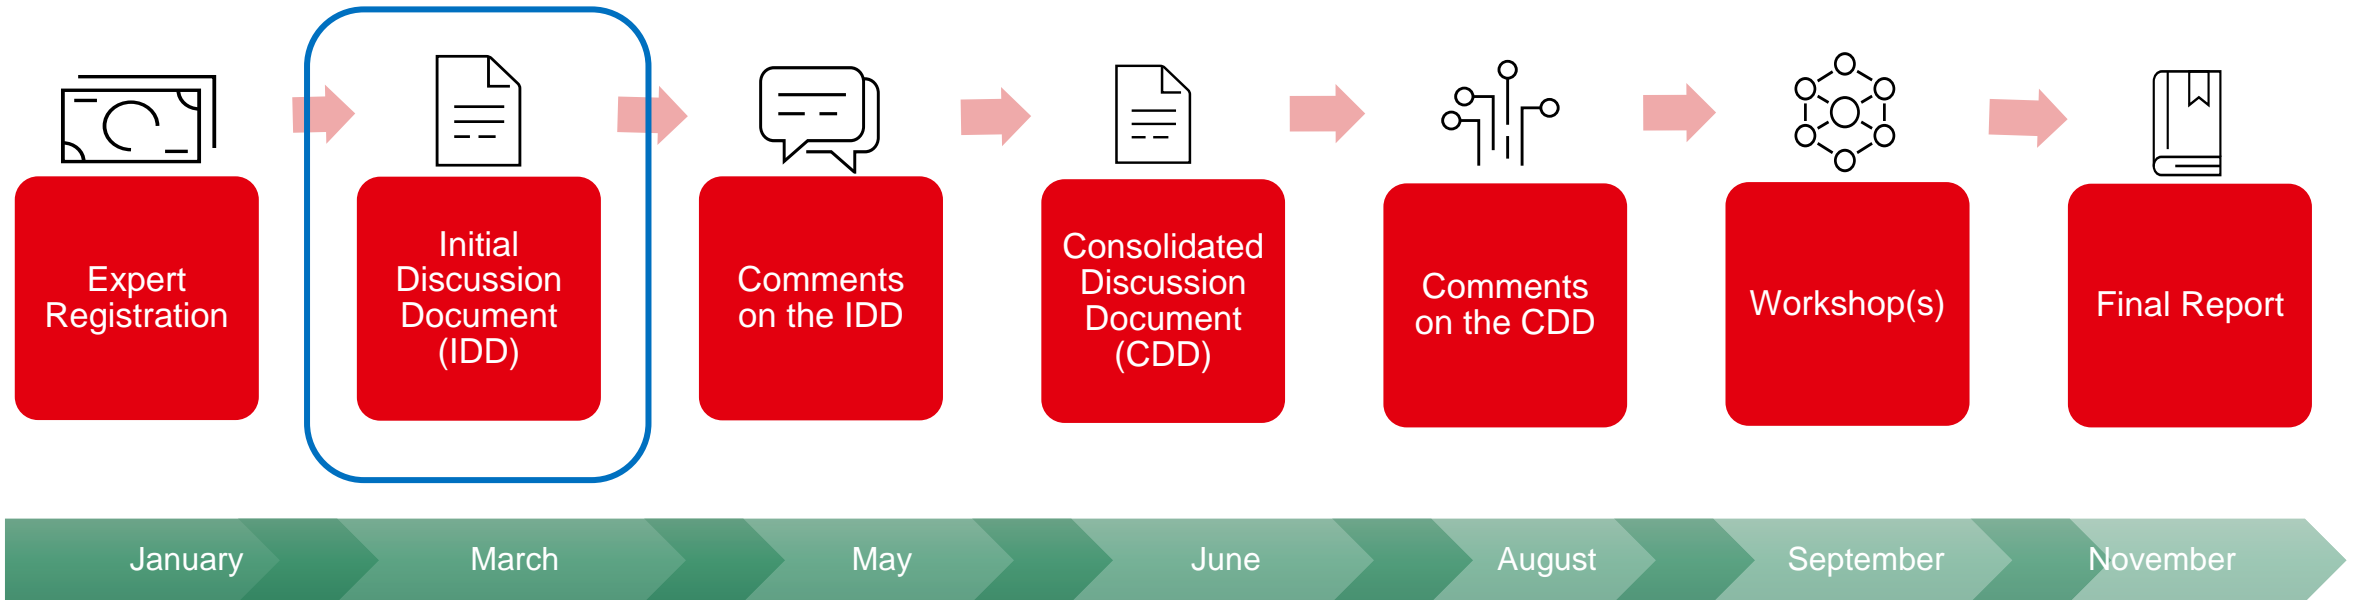 Expert
Registration
Initial
Discussion
Document
(IDD)
Comments
on the IDD
Consolidated
Discussion
Document
(CDD)
Comments
on the CDD
Workshop(s)
Final Report
January
March
May
June
August
September
November